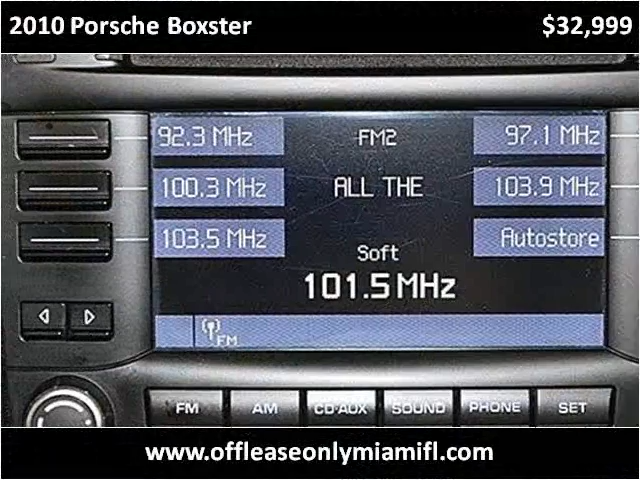 2010 Porsche Boxster $32,999
92.3 MHz FM2 97.1 MHz
100.3 MHz ALL THE 103.9 MHz
103.5 MHz Autostore
Soft
101.5 MHz
FM
FM AM CD·AUX SOUND PHONE SET
www.offleaseonlymiamifl.com